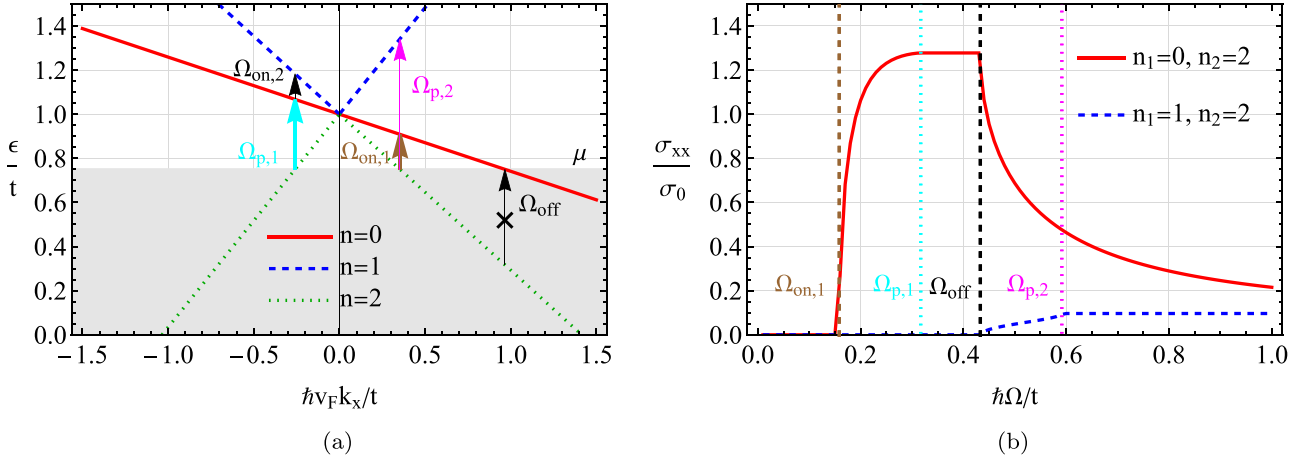 1.4
1.2
1.0
0.8
0.6
0.4
0.2
0.0
ϵ
t
−1.5
−1.0
−0.5
0.0
0.5
1.0
1.5
ℏv_F k_x/t
Ω_on,2
Ω_p,2
Ω_p,1
Ω_on,1
μ
Ω_off
n=0
n=1
n=2
(a)
1.4
1.2
1.0
0.8
0.6
0.4
0.2
0.0
σ_xx
σ_0
0.0
0.2
0.4
0.6
0.8
1.0
ℏΩ/t
n_1=0, n_2=2
n_1=1, n_2=2
Ω_on,1
Ω_p,1
Ω_off
Ω_p,2
(b)